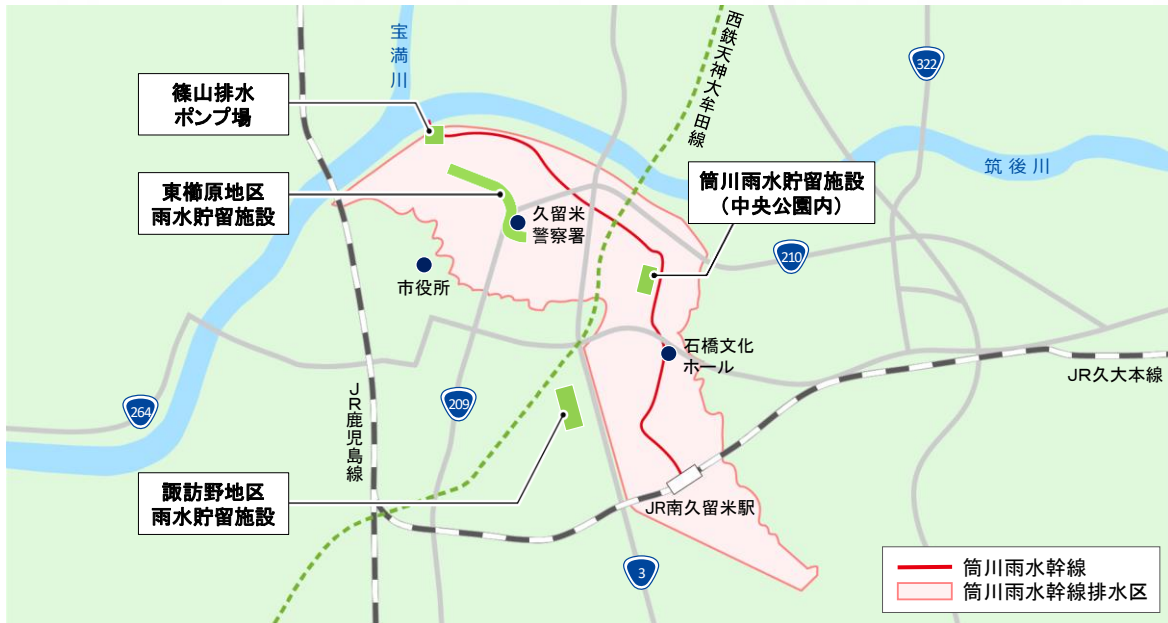 宝満川
西鉄天神大牟田線
322
篠山排水
ポンプ場
筑後川
東櫛原地区
雨水貯留施設
筒川雨水貯留施設
（中央公園内）
久留米
警察署
210
市役所
石橋文化
ホール
JR久大本線
264
209
JR鹿児島線
諏訪野地区
雨水貯留施設
JR南久留米駅
3
筒川雨水幹線
筒川雨水幹線排水区